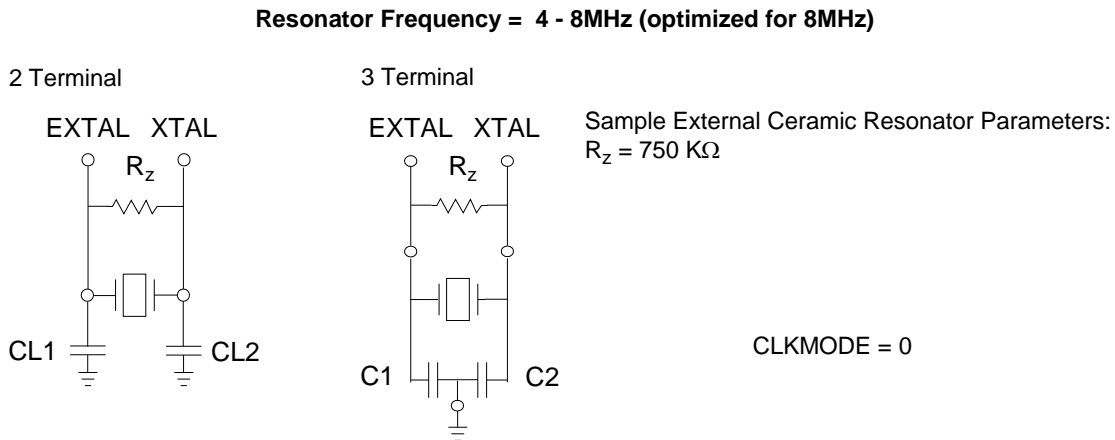 Resonator Frequency = 4 - 8MHz (optimized for 8MHz)
2 Terminal
EXTAL XTAL
Rz
CL1
CL2
3 Terminal
EXTAL XTAL
Rz
C1
C2
Sample External Ceramic Resonator Parameters:
Rz = 750 KΩ
CLKMODE = 0